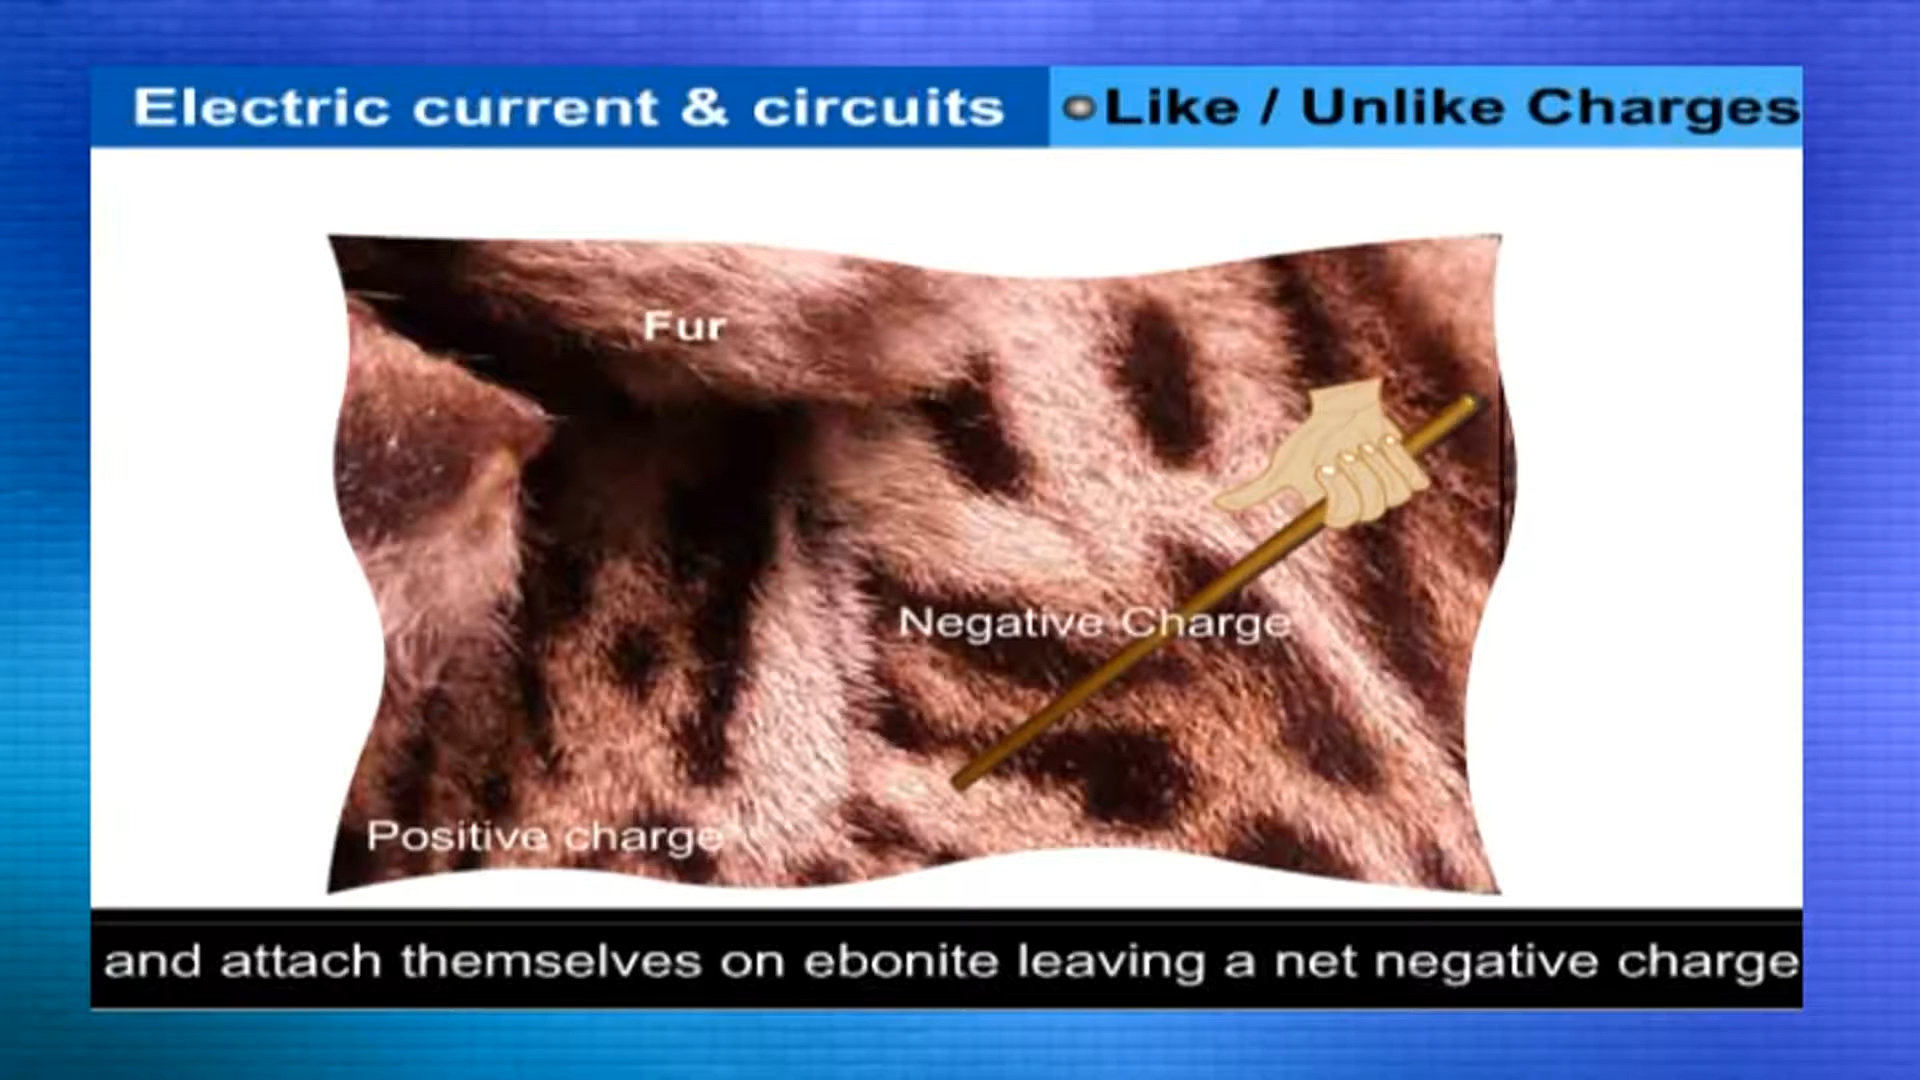 Electric current & circuits
Like / Unlike Charges
Fur
Negative Charge
Positive charge
and attach themselves on ebonite leaving a net negative charge